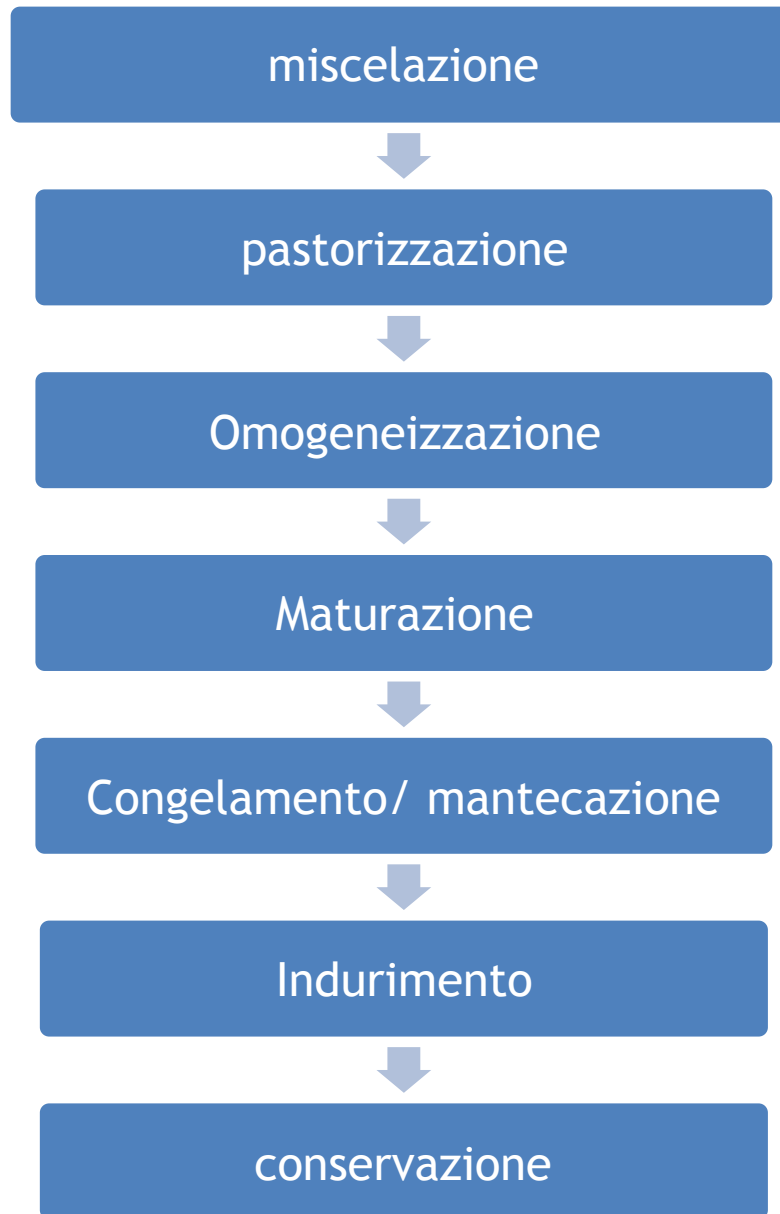 miscelazione
pastorizzazione
Omogeneizzazione
Maturazione
Congelamento/ mantecazione
Indurimento
conservazione